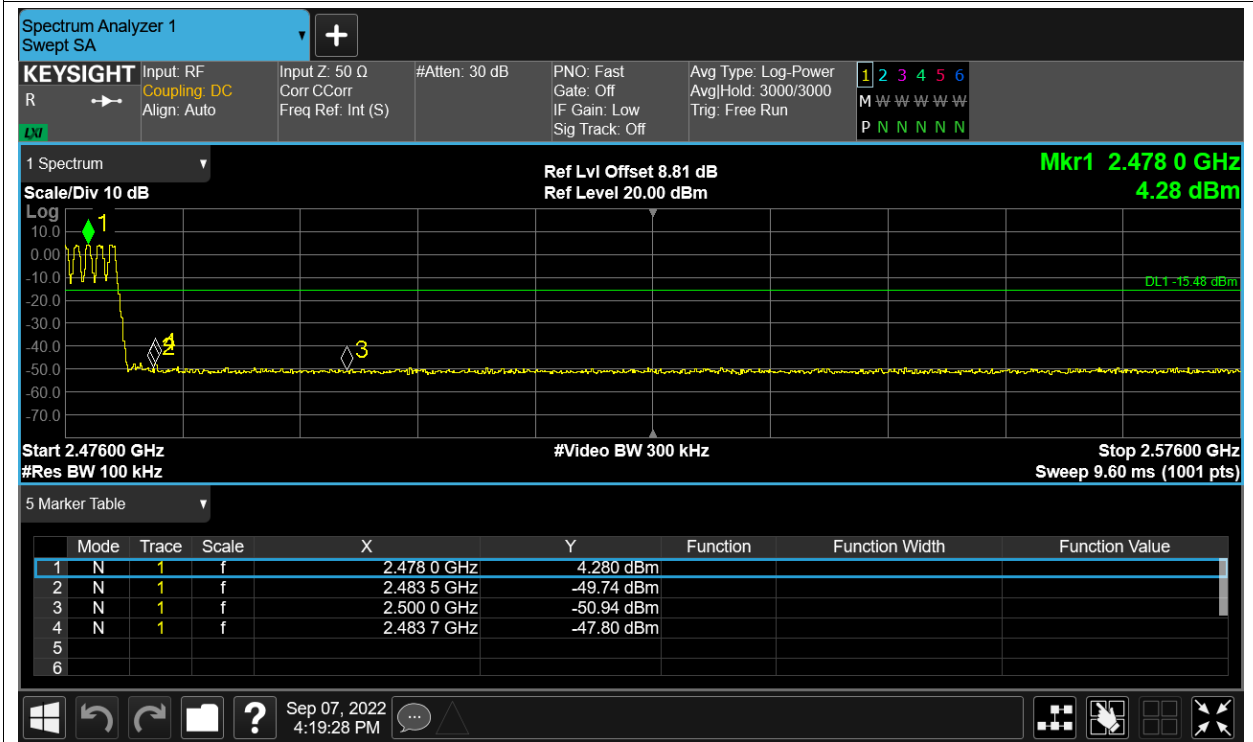 Spectrum Analyzer 1
Swept SA
KEYSIGHT
R
LXI
Input: RF
Coupling: DC
Align: Auto
Input Z: 50 Ω
Corr CCorr
Freq Ref: Int (S)
#Atten: 30 dB
PNO: Fast
Gate: Off
IF Gain: Low
Sig Track: Off
Avg Type: Log-Power
Avg|Hold: 3000/3000
Trig: Free Run
1 2 3 4 5 6
M W W W W W
P N N N N N
1 Spectrum
Scale/Div 10 dB
Ref Lvl Offset 8.81 dB
Ref Level 20.00 dBm
Mkr1 2.478 0 GHz
4.28 dBm
Log
10.0
0.00
-10.0
-20.0
-30.0
-40.0
-50.0
-60.0
-70.0
1
DL1 -15.48 dBm
4
2
3
Start 2.47600 GHz
#Video BW 300 kHz
Stop 2.57600 GHz
#Res BW 100 kHz
Sweep 9.60 ms (1001 pts)
5 Marker Table
Mode Trace Scale X Y Function Function Width Function Value
1 N 1 f 2.478 0 GHz 4.280 dBm
2 N 1 f 2.483 5 GHz -49.74 dBm
3 N 1 f 2.500 0 GHz -50.94 dBm
4 N 1 f 2.483 7 GHz -47.80 dBm
5
6
?
Sep 07, 2022
4:19:28 PM